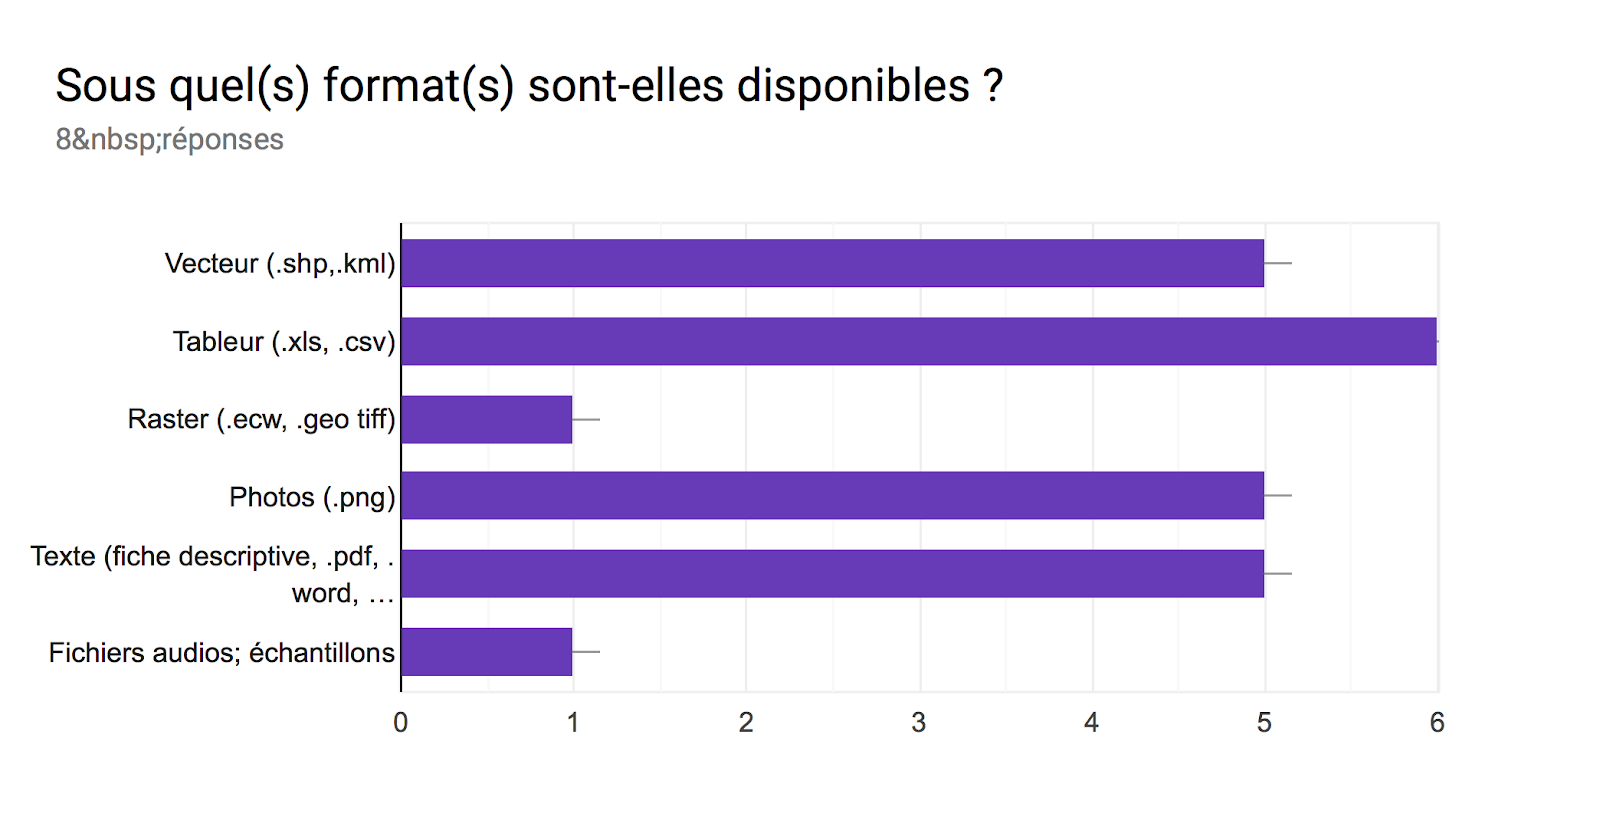 Sous quel(s) format(s) sont-elles disponibles ?
8&nbsp;réponses
Vecteur (.shp,.kml)
Tableur (.xls, .csv)
Raster (.ecw, .geo tiff)
Photos (.png)
Texte (fiche descriptive, .pdf, .
word, …
Fichiers audios; échantillons
0 1 2 3 4 5 6